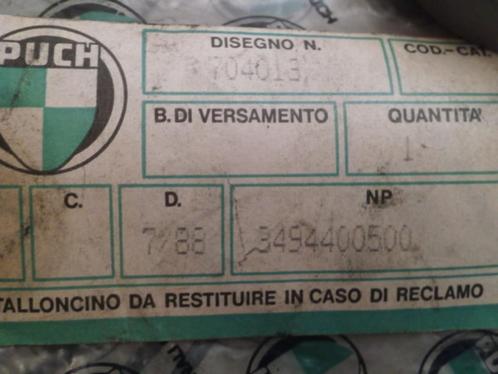 PUCH
DISEGNO N.
COD.-CAT.
704013
B. DI VERSAMENTO
QUANTITA'
1
C.
D.
NP
7/88
3494400500
TALLONCINO DA RESTITUIRE IN CASO DI RECLAMO